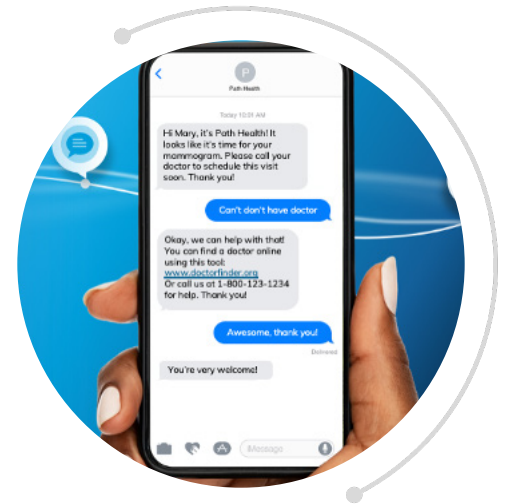 P
Path Health
Today 10:01 AM
Hi Mary, it's Path Health! It
looks like it's time for your
mammogram. Please call your
doctor to schedule this visit
soon. Thank you!
Can't don't have doctor
Okay, we can help with that!
You can find a doctor online
using this tool:
www.doctorfinder.org
Or call us at 1-800-123-1234
for help. Thank you!
Awesome, thank you!
Delivered
You're very welcome!
iMessage